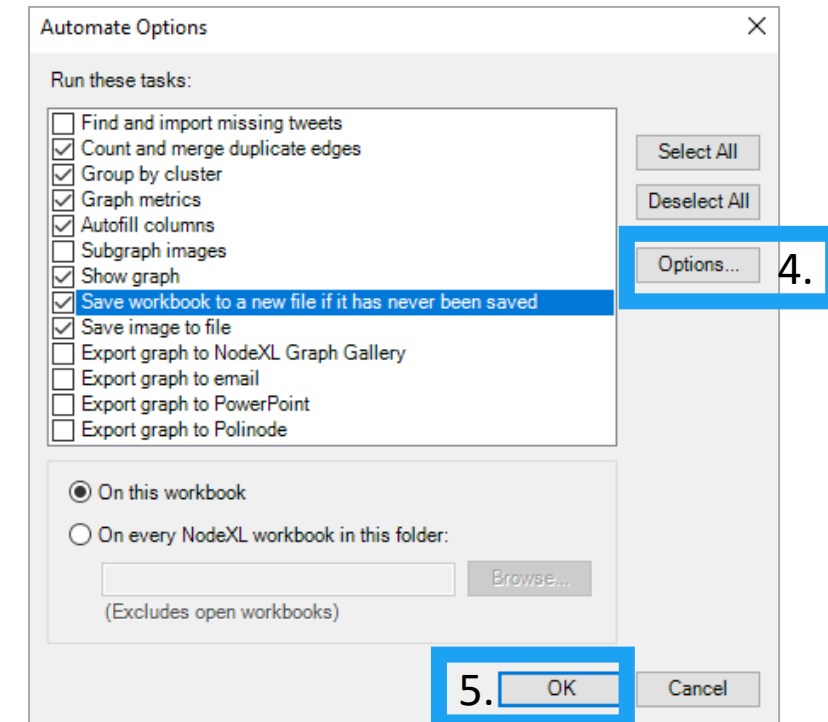 Automate Options
Run these tasks:
Find and import missing tweets
Count and merge duplicate edges
Group by cluster
Graph metrics
Autofill columns
Subgraph images
Show graph
Save workbook to a new file if it has never been saved
Save image to file
Export graph to NodeXL Graph Gallery
Export graph to email
Export graph to PowerPoint
Export graph to Polinode
Select All
Deselect All
Options... 4.
On this workbook
On every NodeXL workbook in this folder:
Browse...
(Excludes open workbooks)
5. OK Cancel